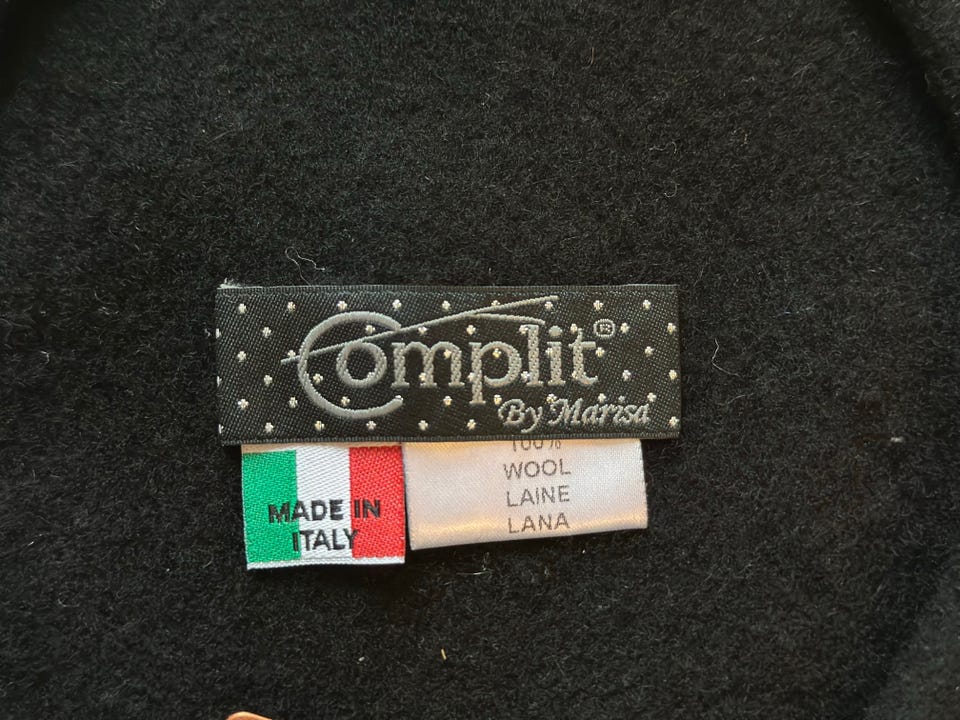 Complit®
By Marisa
MADE IN
ITALY
100%
WOOL
LAINE
LANA